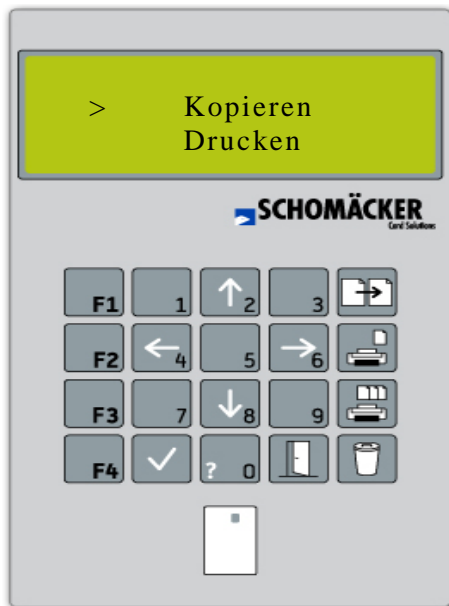 > Kopieren
Drucken
SCHOMÄCKER
Card Solutions
F1 1 2 3
F2 4 5 6
F3 7 8 9
F4 ? 0